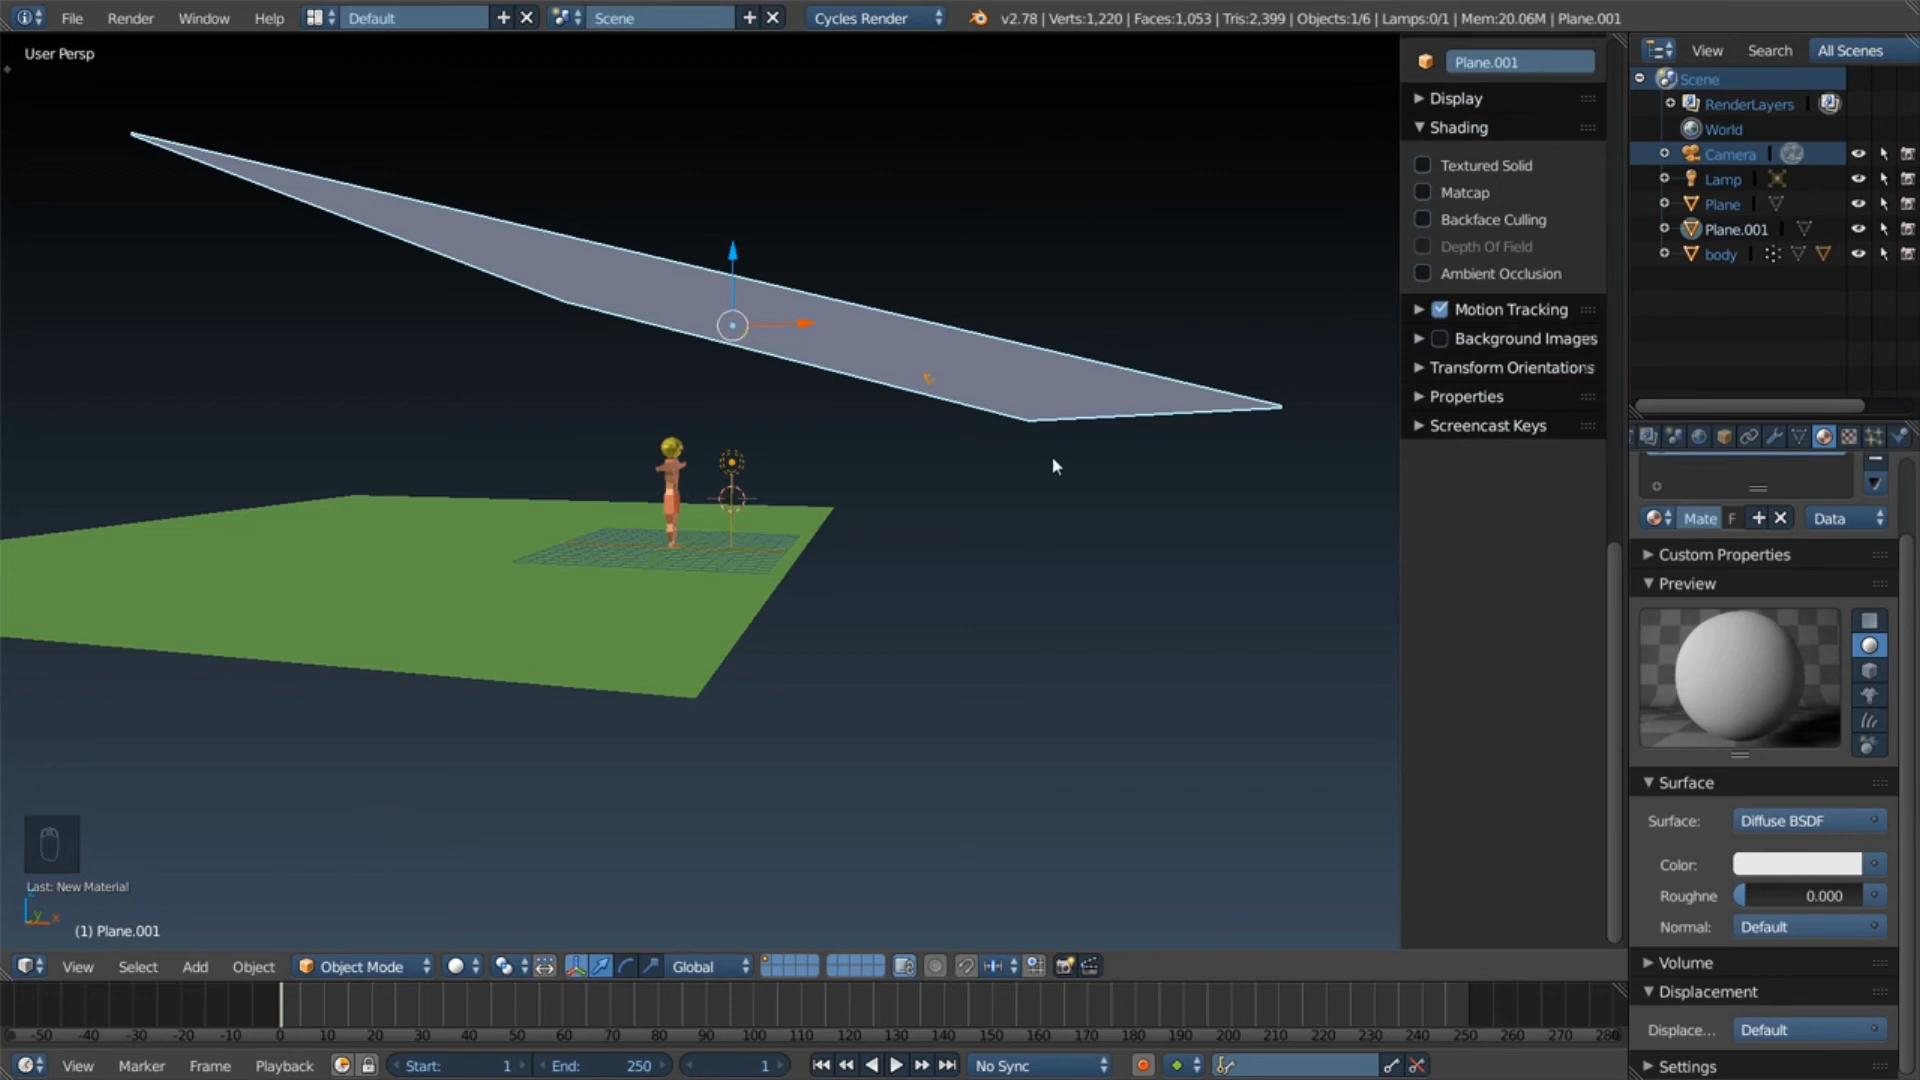 File Render Window Help Default Scene Cycles Render v2.78 | Verts:1,220 | Faces:1,053 | Tris:2,399 | Objects:1/6 | Lamps:0/1 | Mem:20.06M | Plane.001
User Persp
Plane.001
Display
Shading
Textured Solid
Matcap
Backface Culling
Depth Of Field
Ambient Occlusion
Motion Tracking
Background Images
Transform Orientations
Properties
Screencast Keys
View Search All Scenes
Scene
RenderLayers
World
Camera
Lamp
Plane
Plane.001
body
Mate F Data
Custom Properties
Preview
Surface
Surface: Diffuse BSDF
Color:
Roughne 0.000
Normal: Default
Volume
Displacement
Displace... Default
Settings
Last: New Material
z
y x
(1) Plane.001
View Select Add Object Object Mode Global
-50 -40 -30 -20 -10 0 10 20 30 40 50 60 70 80 90 100 110 120 130 140 150 160 170 180 190 200 210 220 230 240 250 260 270 280
View Marker Frame Playback Start: 1 End: 250 1 No Sync